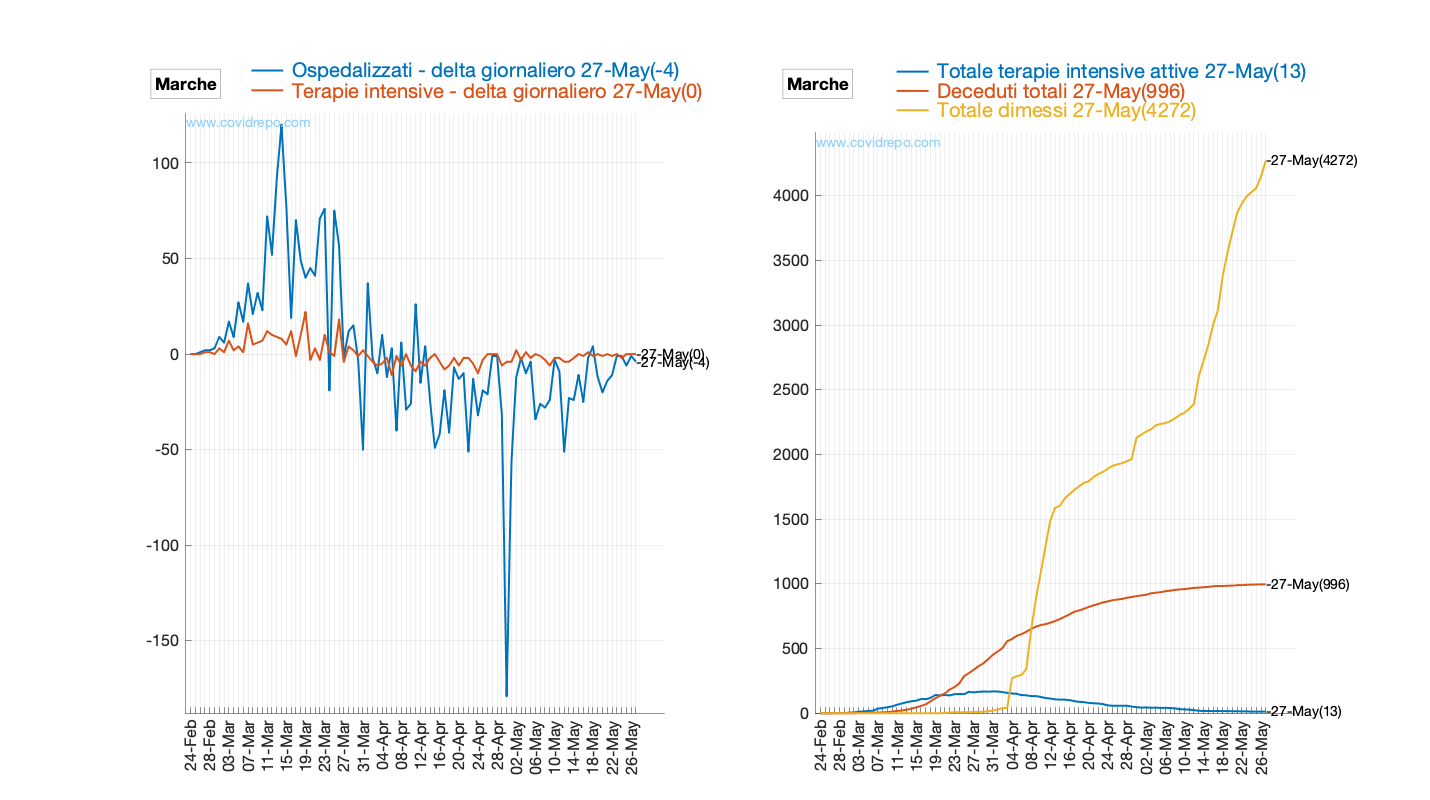 Marche
Ospedalizzati - delta giornaliero 27-May(-4)
Terapie intensive - delta giornaliero 27-May(0)
www.covidrepo.com
100
50
0
-50
-100
-150
-27-May(0)
-27-May(-4)
24-Feb
28-Feb
03-Mar
07-Mar
11-Mar
15-Mar
19-Mar
23-Mar
27-Mar
31-Mar
04-Apr
08-Apr
12-Apr
16-Apr
20-Apr
24-Apr
28-Apr
02-May
06-May
10-May
14-May
18-May
22-May
26-May
Marche
Totale terapie intensive attive 27-May(13)
Deceduti totali 27-May(996)
Totale dimessi 27-May(4272)
www.covidrepo.com
4000
3500
3000
2500
2000
1500
1000
500
0
-27-May(4272)
-27-May(996)
-27-May(13)
24-Feb
28-Feb
03-Mar
07-Mar
11-Mar
15-Mar
19-Mar
23-Mar
27-Mar
31-Mar
04-Apr
08-Apr
12-Apr
16-Apr
20-Apr
24-Apr
28-Apr
02-May
06-May
10-May
14-May
18-May
22-May
26-May